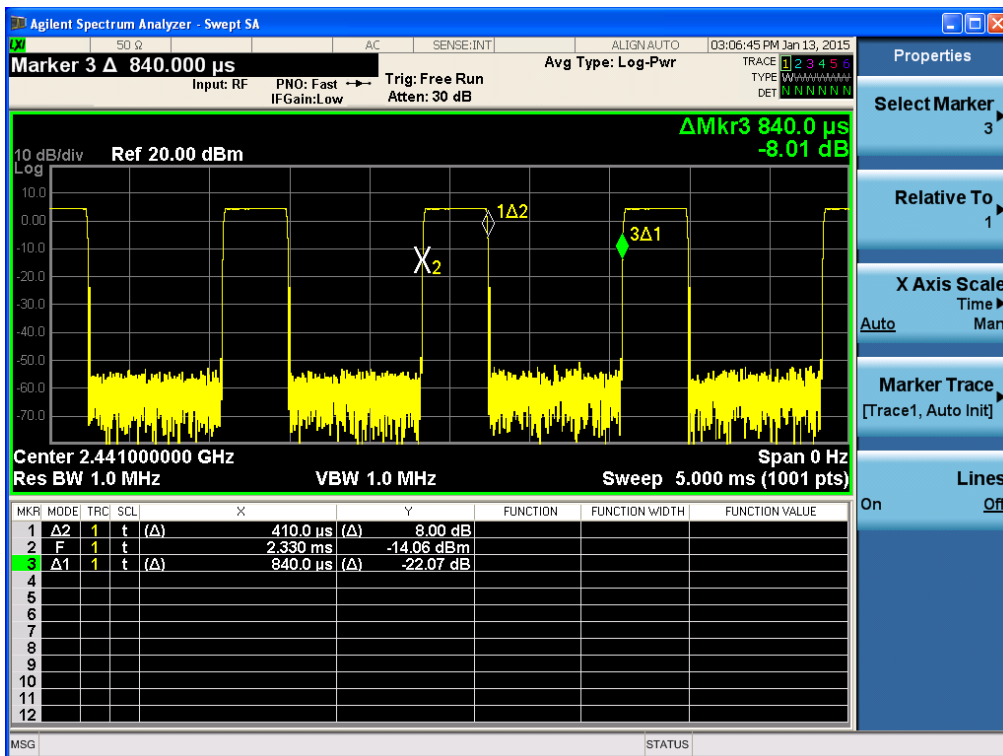 Agilent Spectrum Analyzer - Swept SA
LXI 50 Ω AC SENSE:INT ALIGN AUTO 03:06:45 PM Jan 13, 2015
Marker 3 Δ 840.000 µs
Input: RF PNO: Fast Trig: Free Run Avg Type: Log-Pwr TRACE 1 2 3 4 5 6
IFGain:Low Atten: 30 dB TYPE
DET N N N N N N
ΔMkr3 840.0 µs
10 dB/div Ref 20.00 dBm -8.01 dB
Log
10.0
0.00
-10.0
-20.0
-30.0
-40.0
-50.0
-60.0
-70.0
1Δ2
3Δ1
X2
Center 2.441000000 GHz Span 0 Hz
Res BW 1.0 MHz VBW 1.0 MHz Sweep 5.000 ms (1001 pts)
MKR MODE TRC SCL X Y FUNCTION FUNCTION WIDTH FUNCTION VALUE
1 Δ2 1 t (Δ) 410.0 µs (Δ) 8.00 dB
2 F 1 t 2.330 ms -14.06 dBm
3 Δ1 1 t (Δ) 840.0 µs (Δ) -22.07 dB
4
5
6
7
8
9
10
11
12
MSG STATUS
Properties
Select Marker
3
Relative To
1
X Axis Scale
Time
Auto Man
Marker Trace
[Trace1, Auto Init]
Lines
On Off